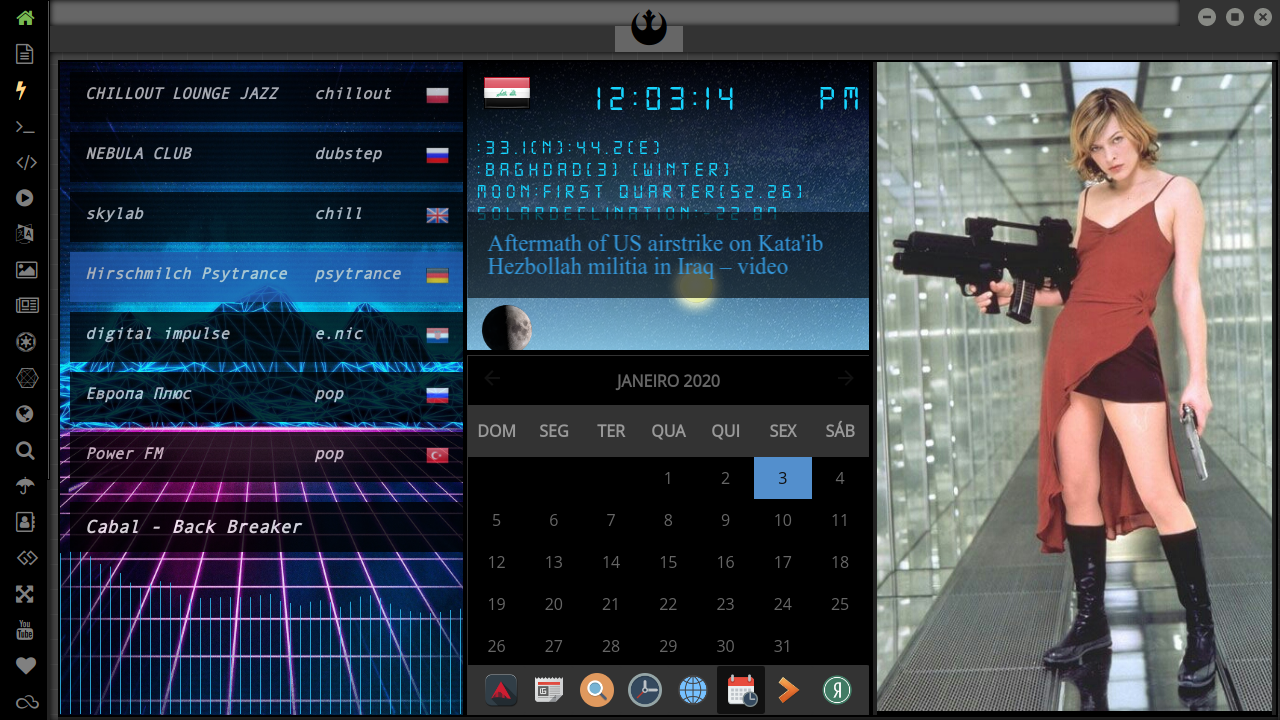 CHILLOUT LOUNGE JAZZ chillout
NEBULA CLUB dubstep
skylab chill
Hirschmilch Psytrance psytrance
digital impulse e.nic
Европа Плюс pop
Power FM pop
Cabal - Back Breaker
12:03:14 PM
:33.1(N):44.2(E)
:BAGHDAD(3) (WINTER)
MOON:FIRST QUARTER(52.26)
SOLARDECLINATION:-22.80
Aftermath of US airstrike on Kata'ib
Hezbollah militia in Iraq – video
JANEIRO 2020
DOM SEG TER QUA QUI SEX SÁB
1 2 3 4
5 6 7 8 9 10 11
12 13 14 15 16 17 18
19 20 21 22 23 24 25
26 27 28 29 30 31
You
Tube